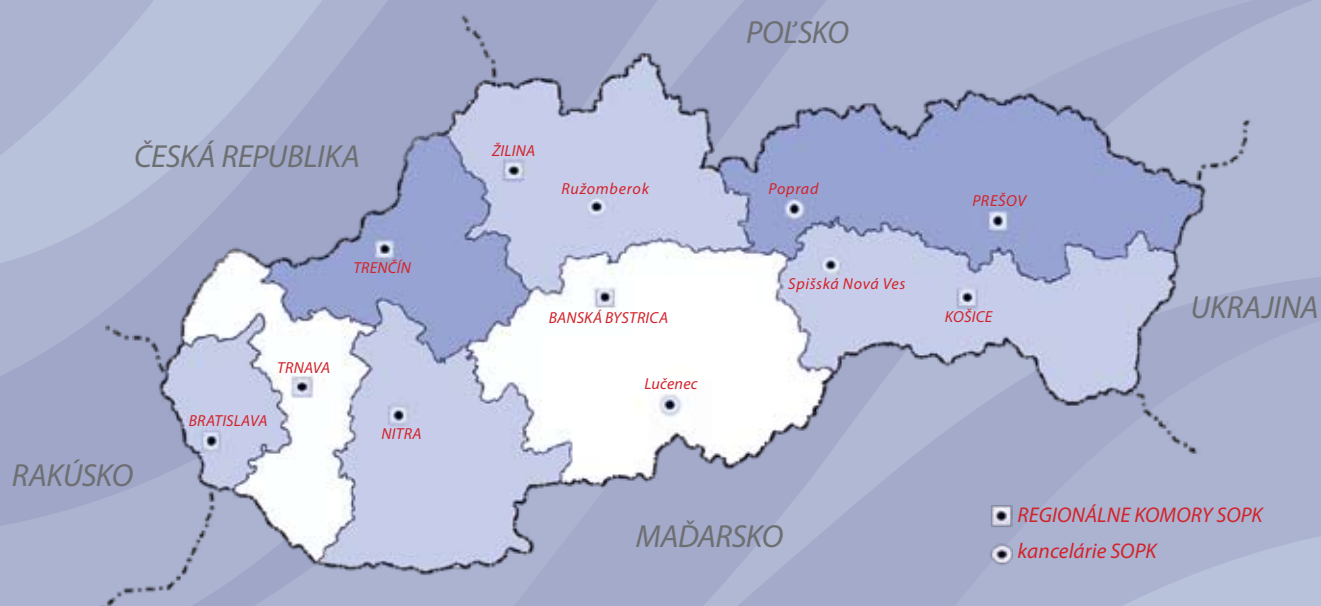 POĽSKO
ČESKÁ REPUBLIKA
ŽILINA
Ružomberok
Poprad
PREŠOV
TRENČÍN
Spišská Nová Ves
BANSKÁ BYSTRICA
KOŠICE
UKRAJINA
TRNAVA
Lučenec
BRATISLAVA
NITRA
RAKÚSKO
MAĎARSKO
REGIONÁLNE KOMORY SOPK
kancelárie SOPK